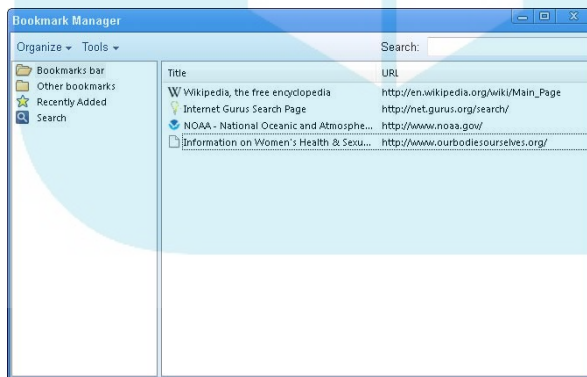 Bookmark Manager
Organize Tools Search:
Bookmarks bar
Other bookmarks
Recently Added
Search
Title URL
Wikipedia, the free encyclopedia http://en.wikipedia.org/wiki/Main_Page
Internet Gurus Search Page http://net.gurus.org/search/
NOAA - National Oceanic and Atmosphe... http://www.noaa.gov/
Information on Women's Health & Sexu... http://www.ourbodiesourselves.org/